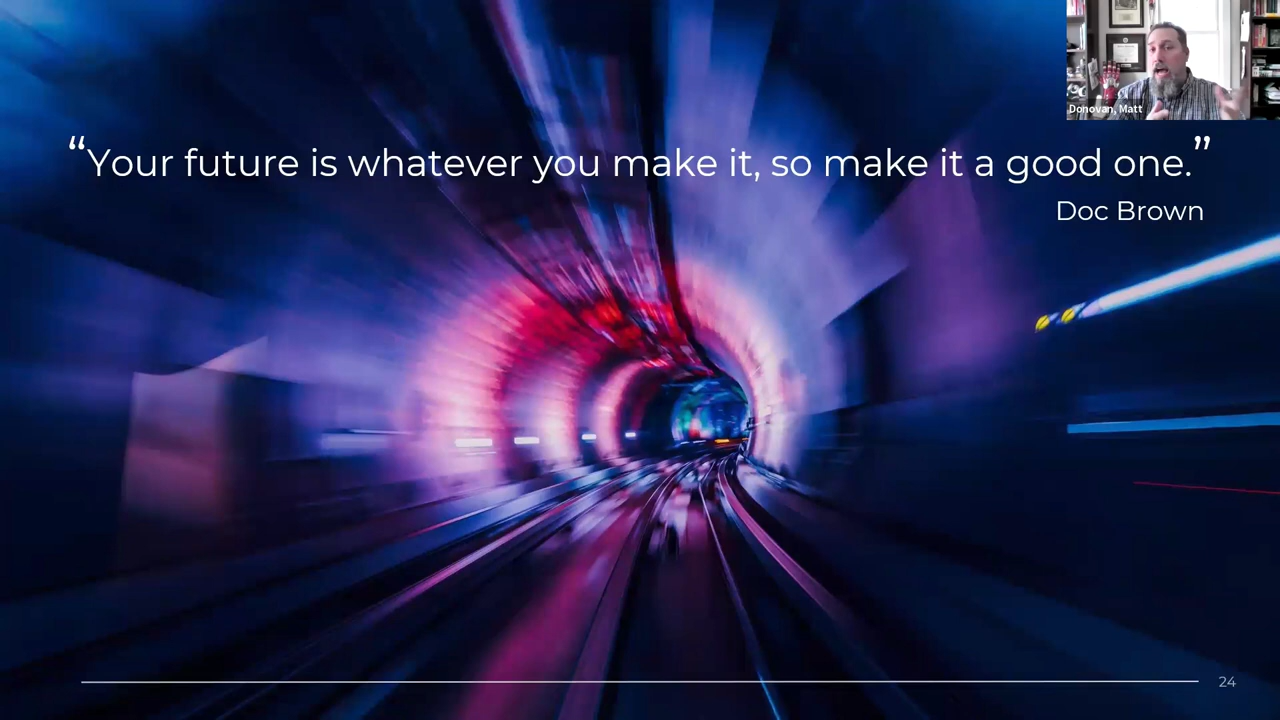 Donovan, Matt
“Your future is whatever you make it, so make it a good one.”
Doc Brown
24